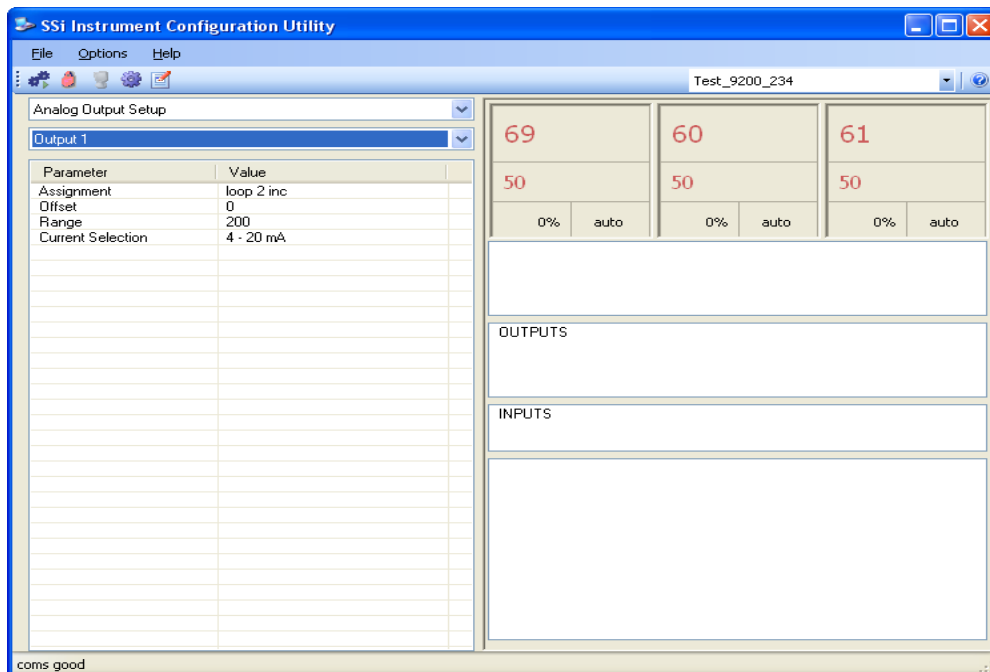 SSi Instrument Configuration Utility
File Options Help
Test_9200_234
Analog Output Setup
Output 1
Parameter Value
Assignment loop 2 inc
Offset 0
Range 200
Current Selection 4 - 20 mA
69 60 61
50 50 50
0% auto 0% auto 0% auto
OUTPUTS
INPUTS
coms good